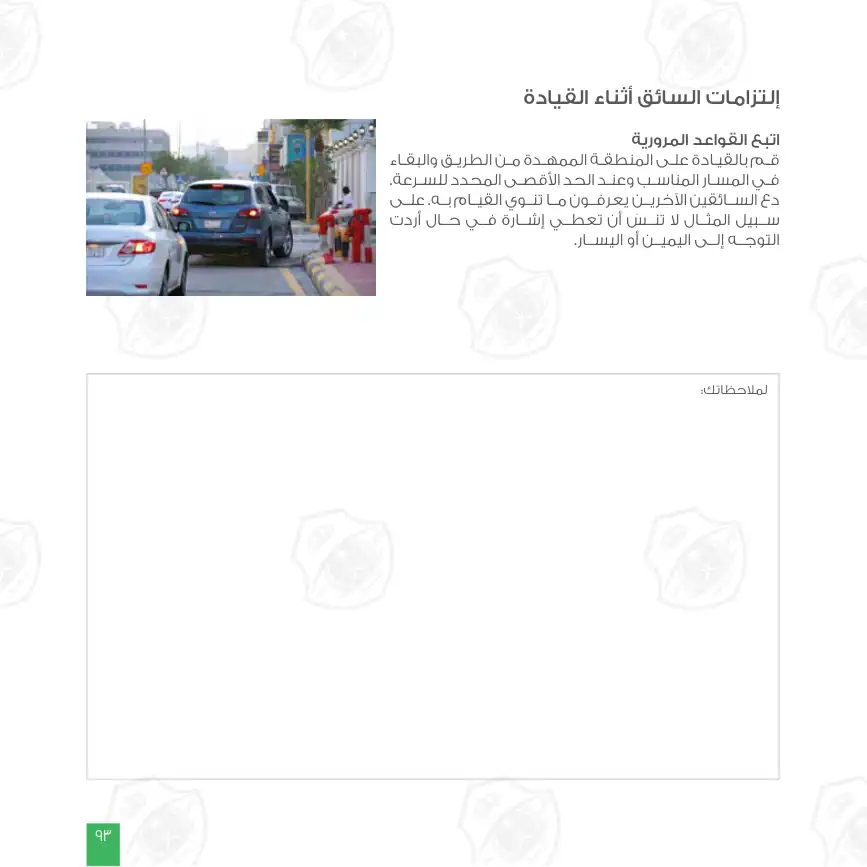 إلتزامات السائق أثناء القيادة
اتبع القواعد المرورية
قم بالقيادة على المنطقة الممهدة من الطريق والبقاء
في المسار المناسب وعند الحد الأقصى المحدد للسرعة.
دع السائقين الآخرين يعرفون ما تنوي القيام به. على
سبيل المثال لا تنسَ أن تعطي إشارة في حال أردت
التوجه إلى اليمين أو اليسار.
لملاحظاتك:
٩٣